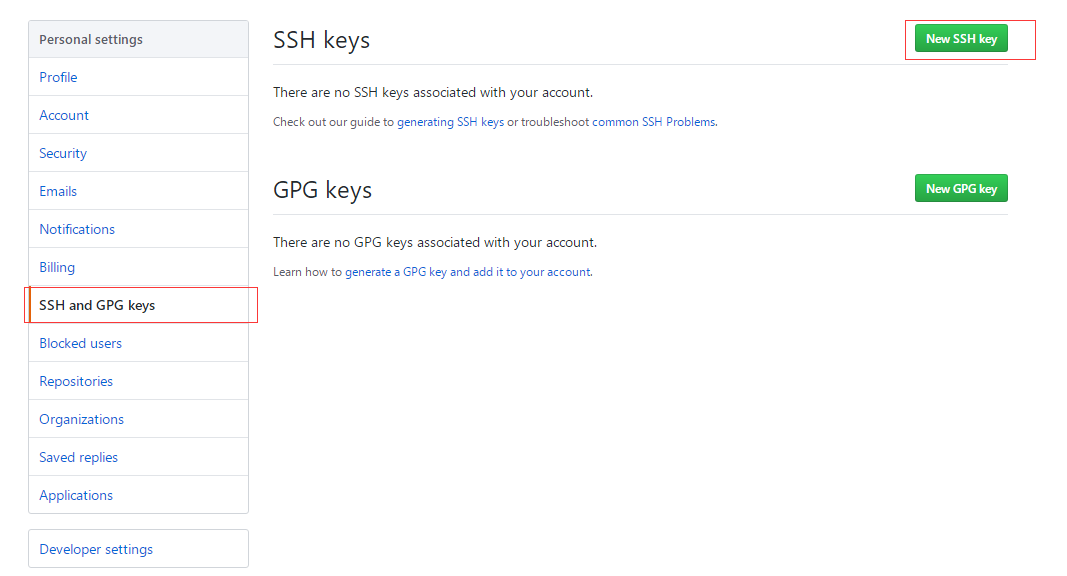 Personal settings
Profile
Account
Security
Emails
Notifications
Billing
SSH and GPG keys
Blocked users
Repositories
Organizations
Saved replies
Applications
Developer settings
SSH keys
New SSH key
There are no SSH keys associated with your account.
Check out our guide to generating SSH keys or troubleshoot common SSH Problems.
GPG keys
New GPG key
There are no GPG keys associated with your account.
Learn how to generate a GPG key and add it to your account.